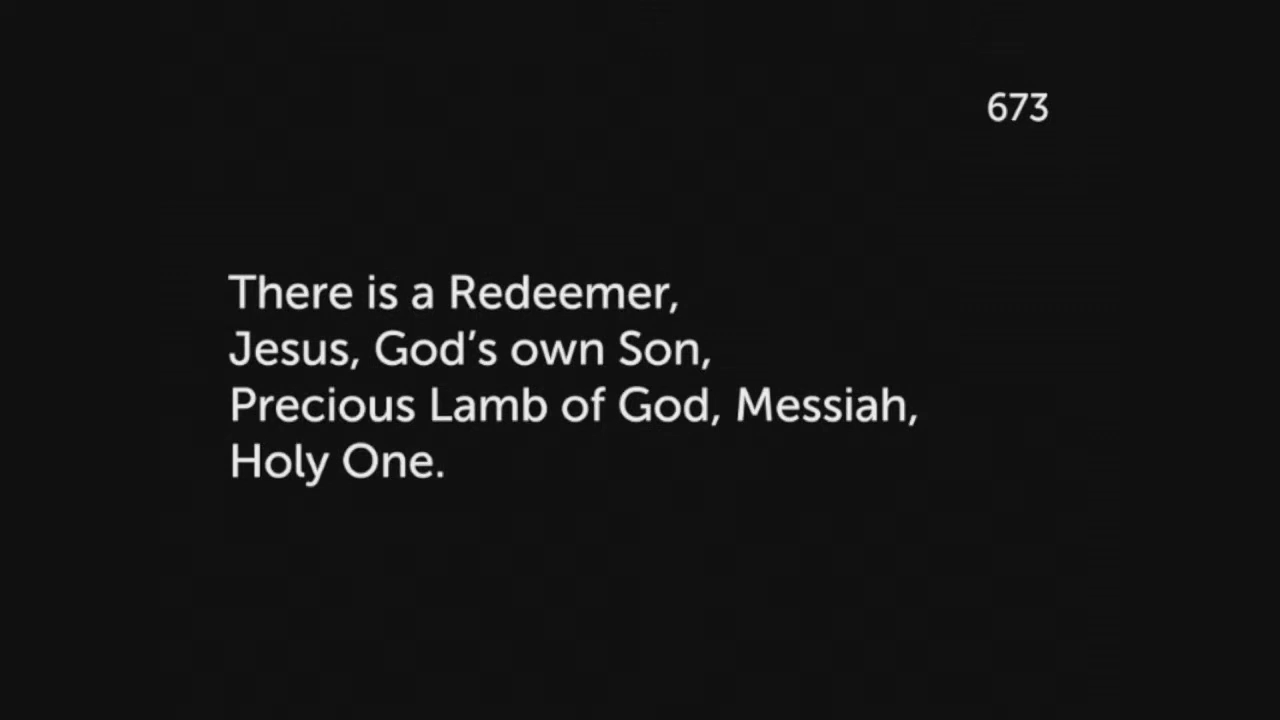 673
There is a Redeemer,
Jesus, God’s own Son,
Precious Lamb of God, Messiah,
Holy One.